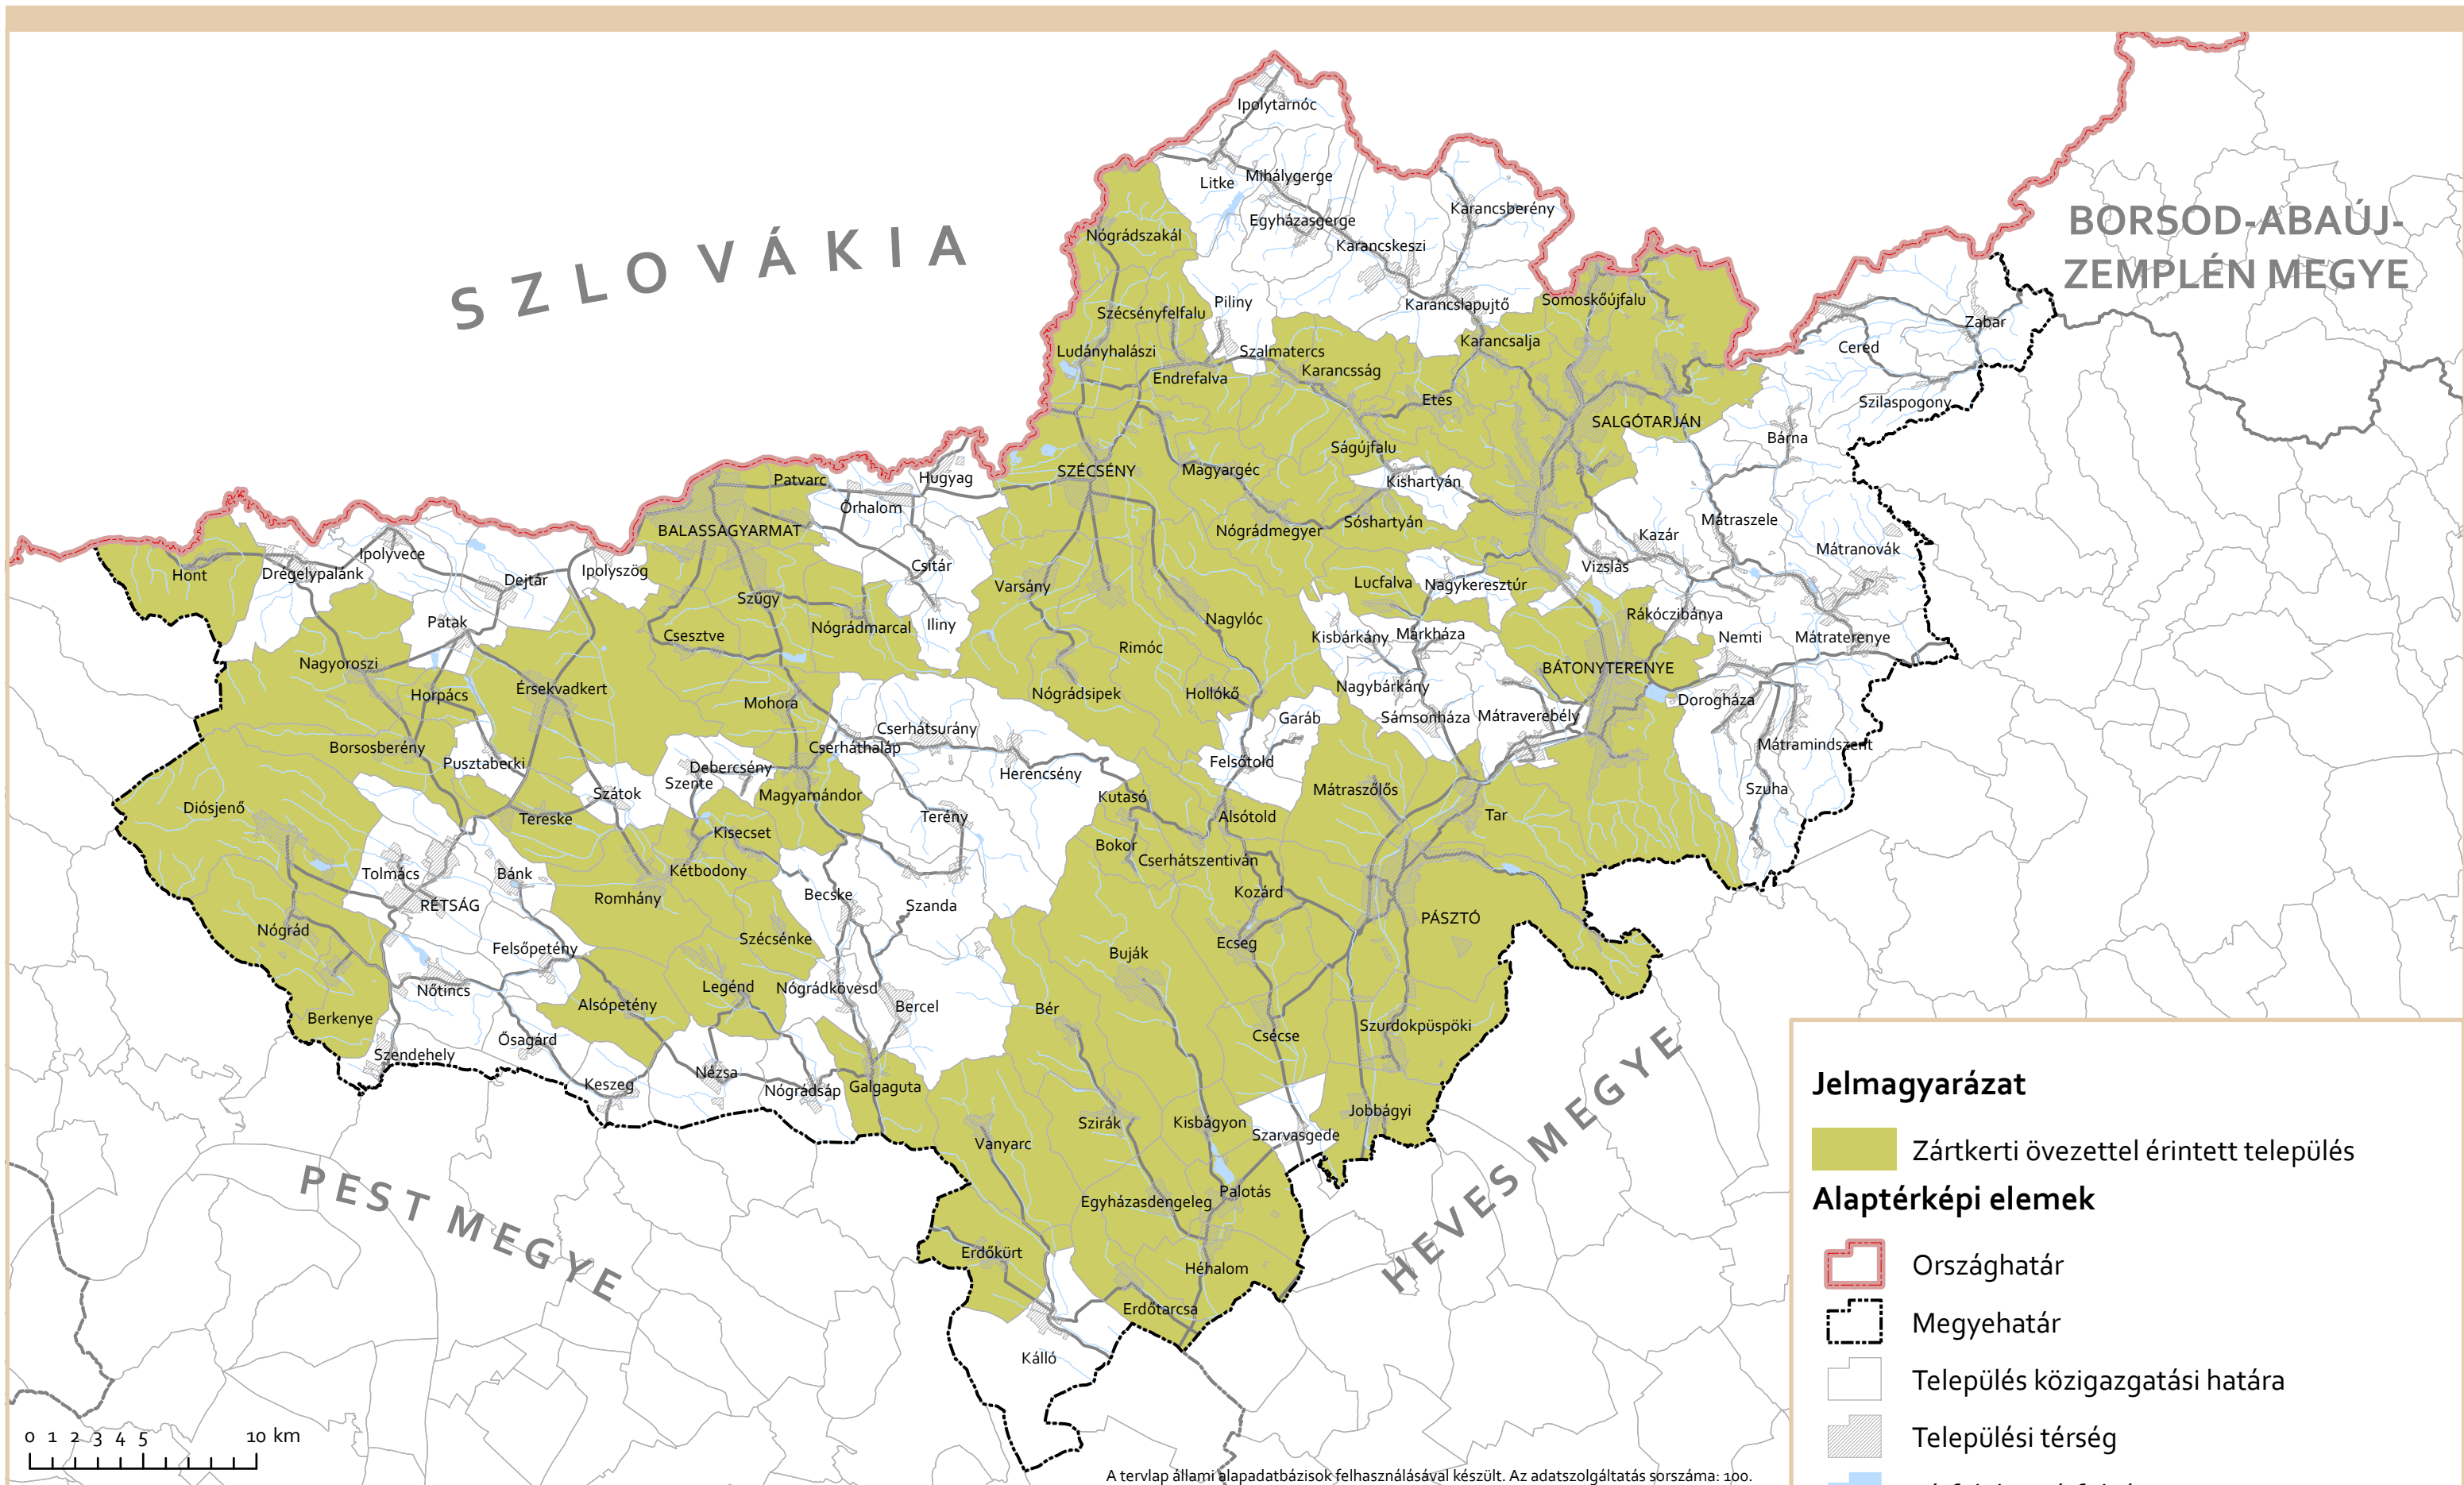 Ipolytarnóc
Litke
Mihálygerge
Egyházasgerge
Karancsberény
Karancskeszi
BORSOD-ABAÚJ-
ZEMPLÉN MEGYE
SZLOVÁKIA
Nógrádszakál
Piliny
Karancslapujtő
Somoskőújfalu
Szécsényfelfalu
Zabar
Karancsalja
Cered
Ludányhalászi
Szalmatercs
Endrefalva
Karancsság
Etes
Szilaspogony
SALGÓTARJÁN
Bárna
Ságújfalu
SZÉCSÉNY
Magyargéc
Kishartyán
Hugyag
Patvarc
Őrhalom
Sóshartyán
Nógrádmegyer
BALASSAGYARMAT
Mátraszele
Kazár
Mátranovák
Ipolyvece
Hont
Drégelypalánk
Dejtár
Ipolyszög
Csitár
Vizslás
Varsány
Lucfalva
Nagykeresztúr
Szügy
Rákóczibánya
Patak
Csesztve
Nógrádmarcal
Iliny
Nagylóc
Kisbárkány
Márkháza
Nemti
Mátraterenye
Rimóc
Nagyoroszi
BÁTONYTERENYE
Horpács
Érsekvadkert
Nógrádsipek
Hollókő
Nagybárkány
Dorogháza
Mohora
Garáb
Sámsonháza
Mátraverebély
Cserhátsurány
Borsosberény
Cserháthaláp
Mátramindszent
Pusztaberki
Debercsény
Szente
Herencsény
Felsőtold
Szátok
Magyarnándor
Kutasó
Mátraszőlős
Szuha
Diósjenő
Tereske
Terény
Alsótold
Tar
Kisecset
Bokor
Cserhátszentiván
Tolmács
Bánk
Kétbodony
RÉTSÁG
Romhány
Becske
Szanda
Kozárd
PÁSZTÓ
Nógrád
Felsőpetény
Szécsénke
Ecseg
Buják
Nőtincs
Legénd
Nógrádkövesd
Alsópetény
Bercel
Bér
Berkenye
Szurdokpüspöki
Csécse
Ősagárd
Szendehely
Keszeg
Nézsa
Nógrádsáp
Galgaguta
Jobbágyi
Szirák
Kisbágyon
Szarvasgede
Vanyarc
Palotás
Egyházasdengeleg
Erdőkürt
Héhalom
Erdőtarcsa
Kálló
PEST MEGYE
HEVES MEGYE
Jelmagyarázat
Zártkerti övezettel érintett település
Alaptérképi elemek
Országhatár
Megyehatár
Település közigazgatási határa
Települési térség
0 1 2 3 4 5 10 km
A tervlap állami alapadatbázisok felhasználásával készült. Az adatszolgáltatás sorszáma: 100.